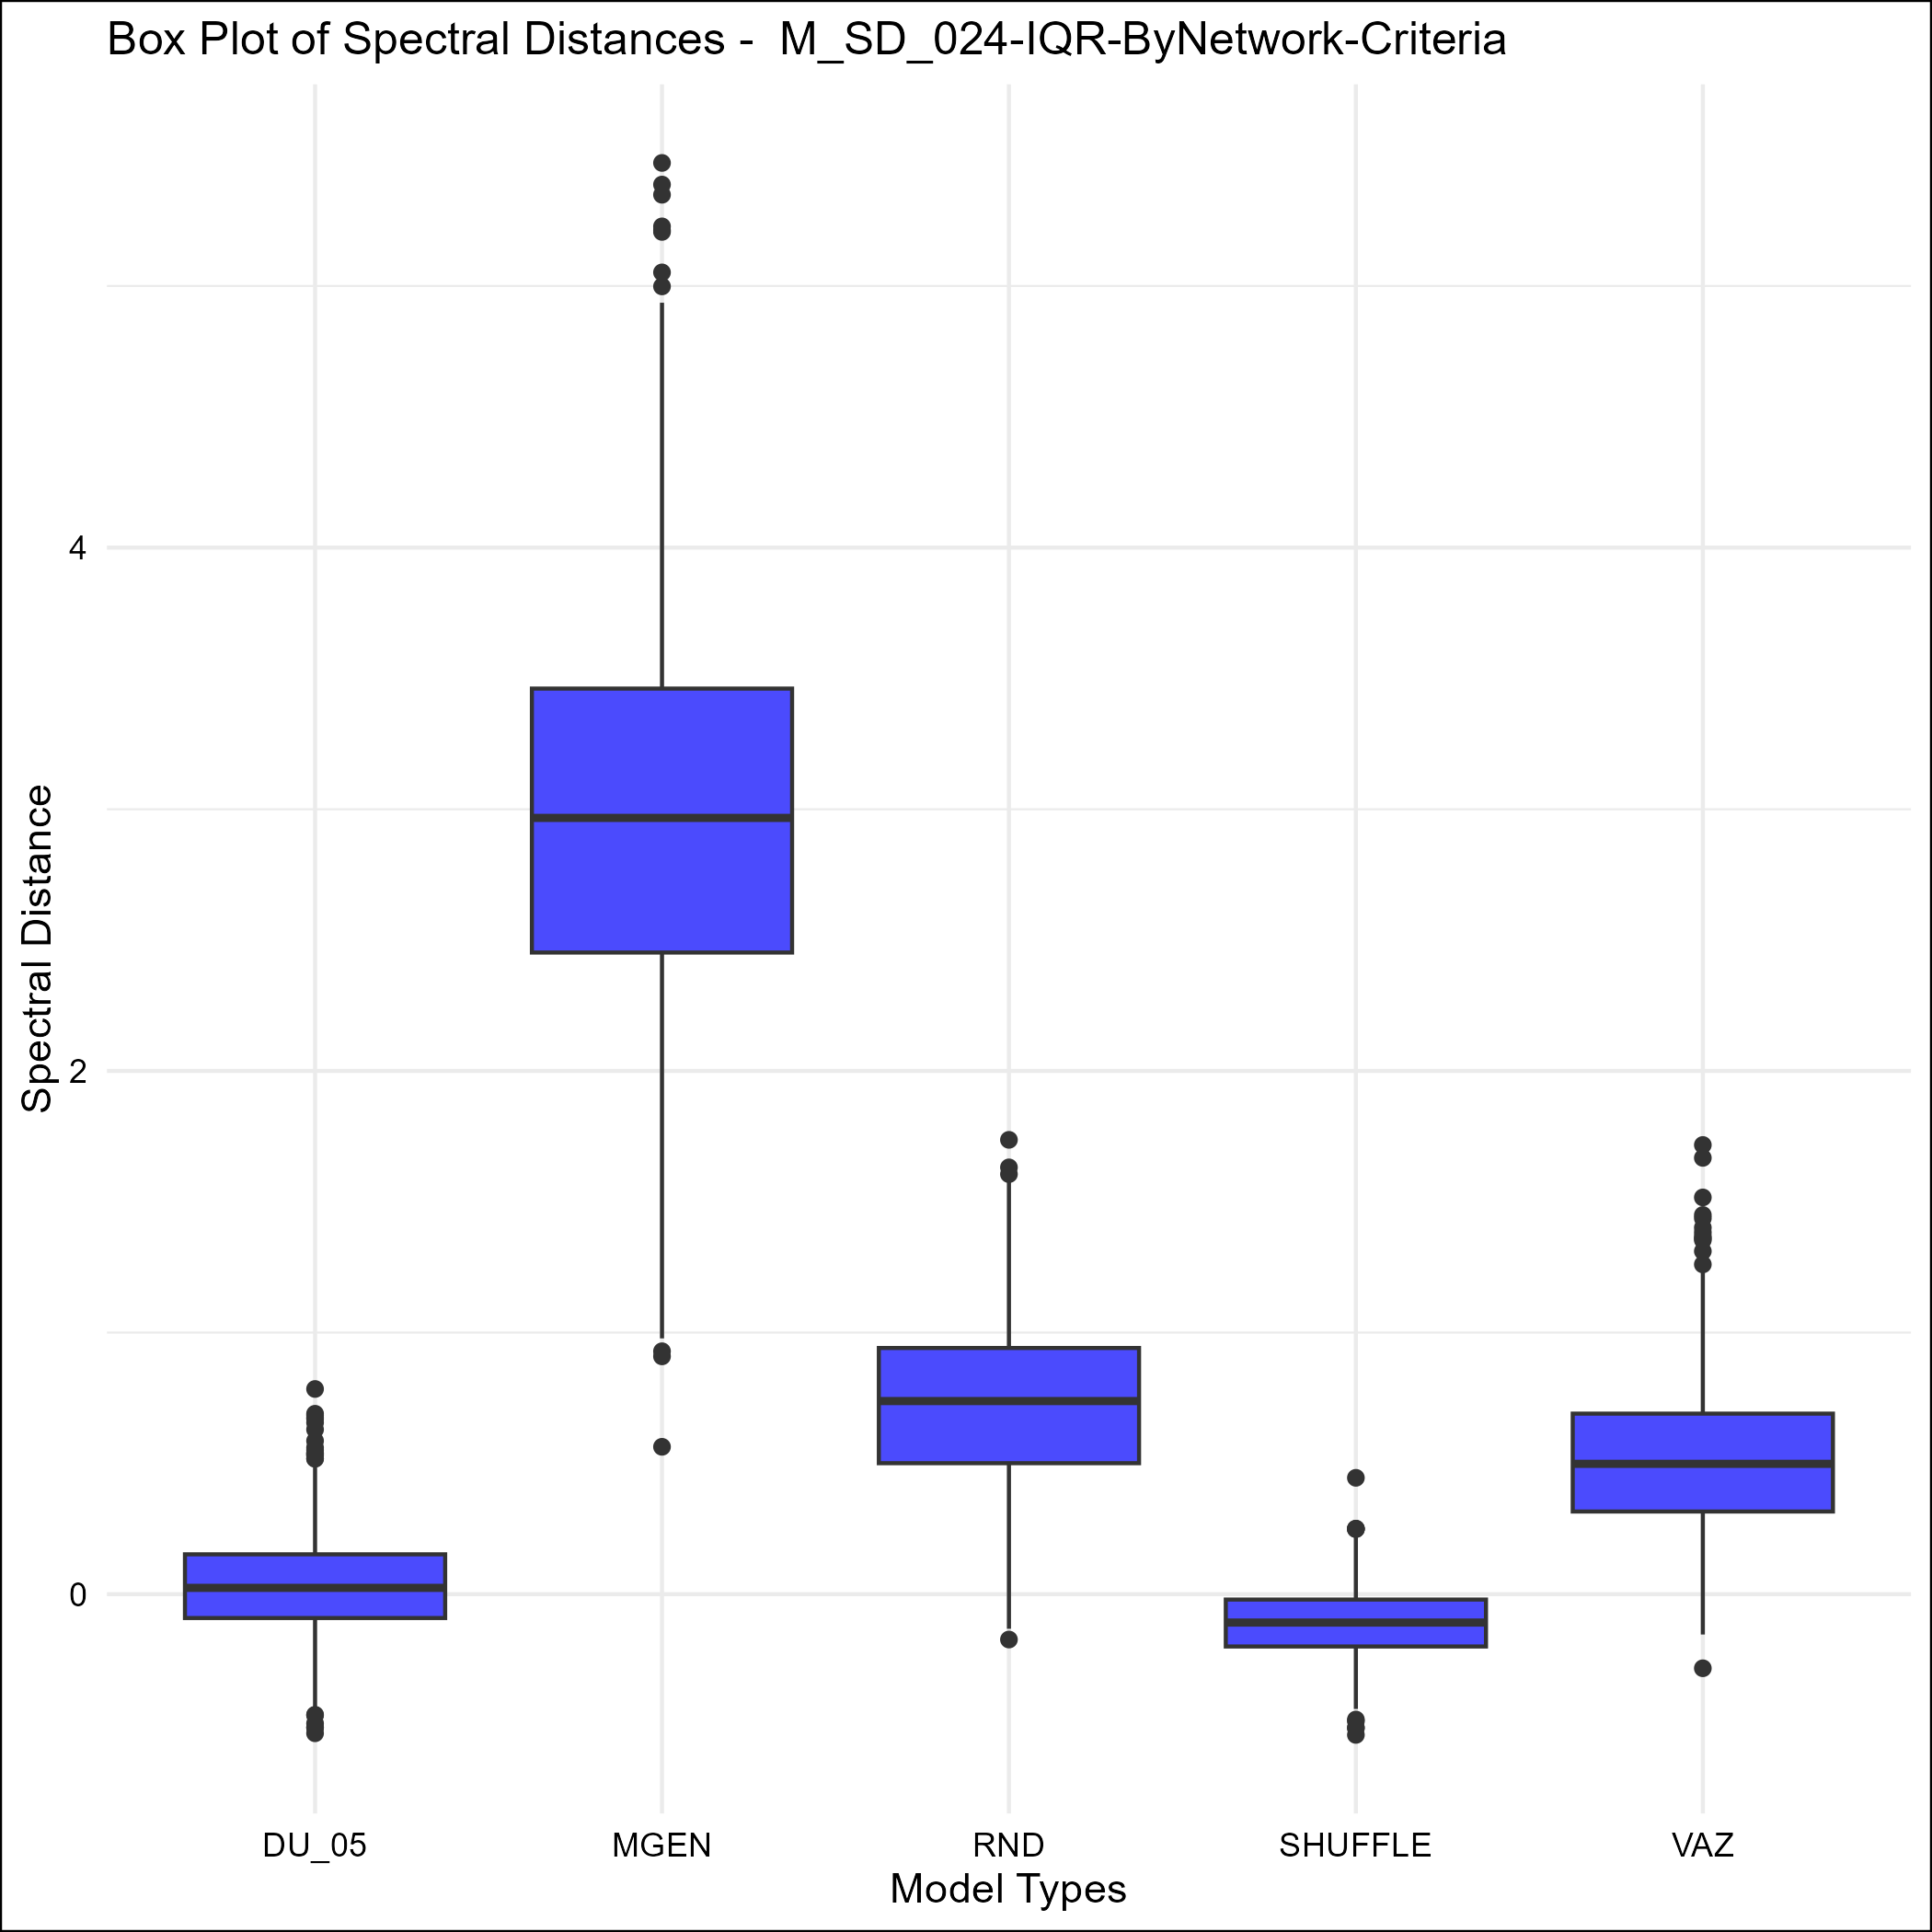 Box Plot of Spectral Distances -  M_SD_024-IQR-ByNetwork-Criteria
Spectral Distance
4
2
0
DU_05
MGEN
RND
SHUFFLE
VAZ
Model Types